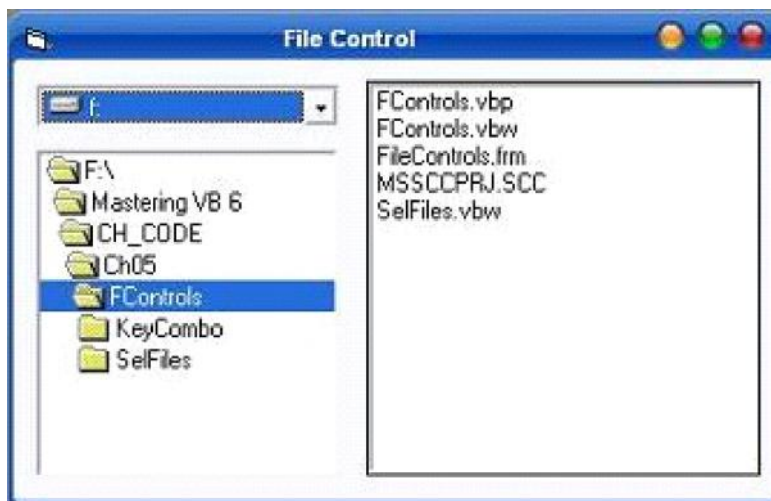 File Control
f:
F:\
Mastering VB 6
CH_CODE
Ch05
FControls
KeyCombo
SelFiles
FControls.vbp
FControls.vbw
FileControls.frm
MSSCCPRJ.SCC
SelFiles.vbw